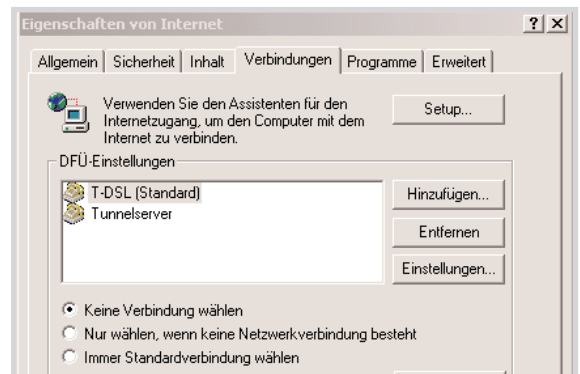 Eigenschaften von Internet
Allgemein Sicherheit Inhalt Verbindungen Programme Erweitert
Verwenden Sie den Assistenten für den
Internetzugang, um den Computer mit dem
Internet zu verbinden.
Setup...
DFÜ-Einstellungen
T-DSL (Standard)
Tunnelserver
Hinzufügen...
Entfernen
Einstellungen...
Keine Verbindung wählen
Nur wählen, wenn keine Netzwerkverbindung besteht
Immer Standardverbindung wählen